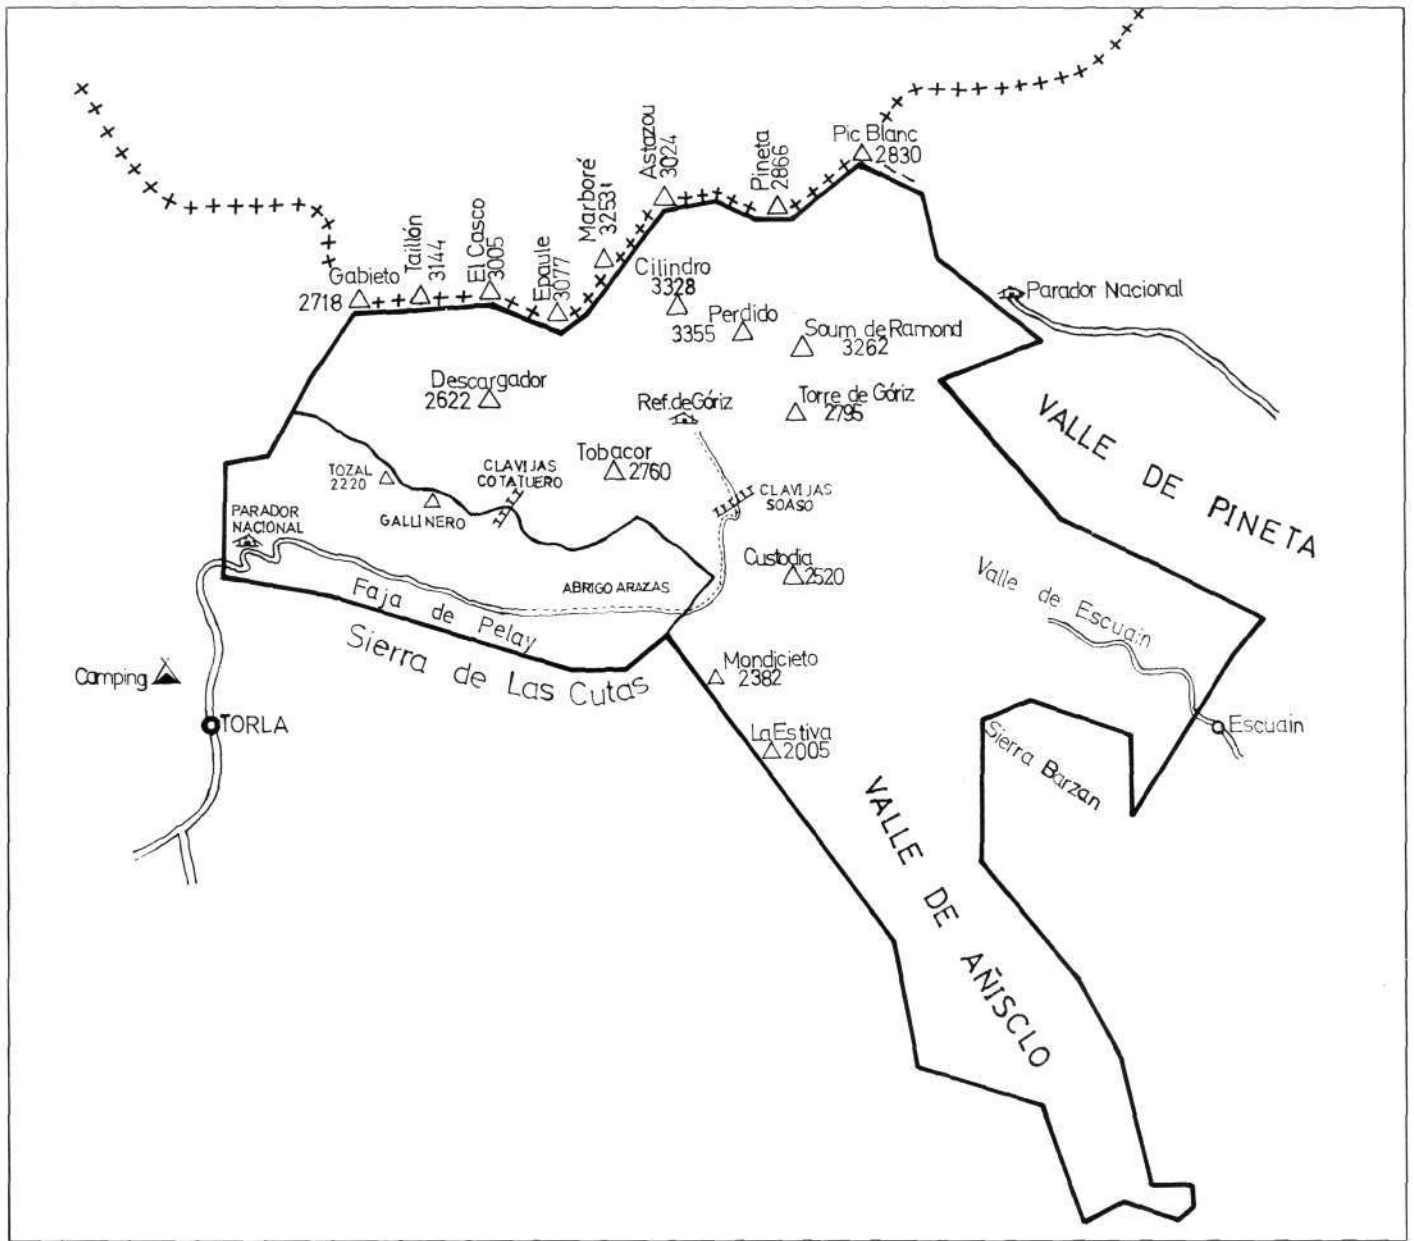 Pic Blanc
2830
Pineta
2866
Astazou
3024
Marboré
3253
El Casco
3005
Taillón
3144
Gabieto
2718
Epaule
3077
Cilindro
3328
Perdido
3355
Soum de Ramond
3262
Parador Nacional
Descargador
2622
Ref. de Góriz
Torre de Góriz
2795
VALLE DE PINETA
Tobacor
2760
TOZAL
2220
CLAVIJAS
COTATUERO
GALLINERO
CLAVIJAS
SOASO
PARADOR
NACIONAL
Custodia
2520
ABRIGO ARAZAS
Faja de Pelay
Sierra de Las Cutas
Valle de Escuain
Mondicieto
2382
Camping
TORLA
La Estiva
2005
Sierra Barzan
Escuain
VALLE DE AÑISCLO